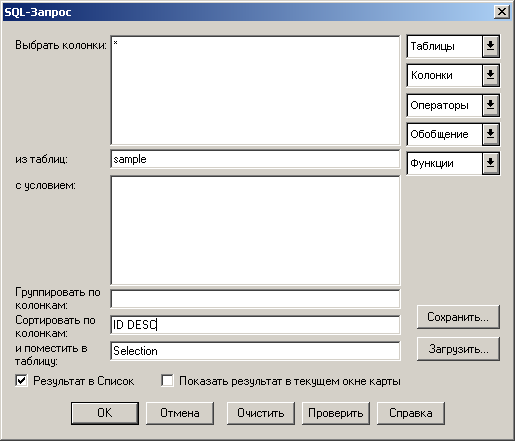 SQL-Запрос
Выбрать колонки:
*
Таблицы
Колонки
Операторы
Обобщение
Функции
из таблиц:
sample
с условием:
Группировать по
колонкам:
Сортировать по
колонкам:
ID DESC
Сохранить...
и поместить в
таблицу:
Selection
Загрузить...
Результат в Список
Показать результат в текущем окне карты
OK
Отмена
Очистить
Проверить
Справка